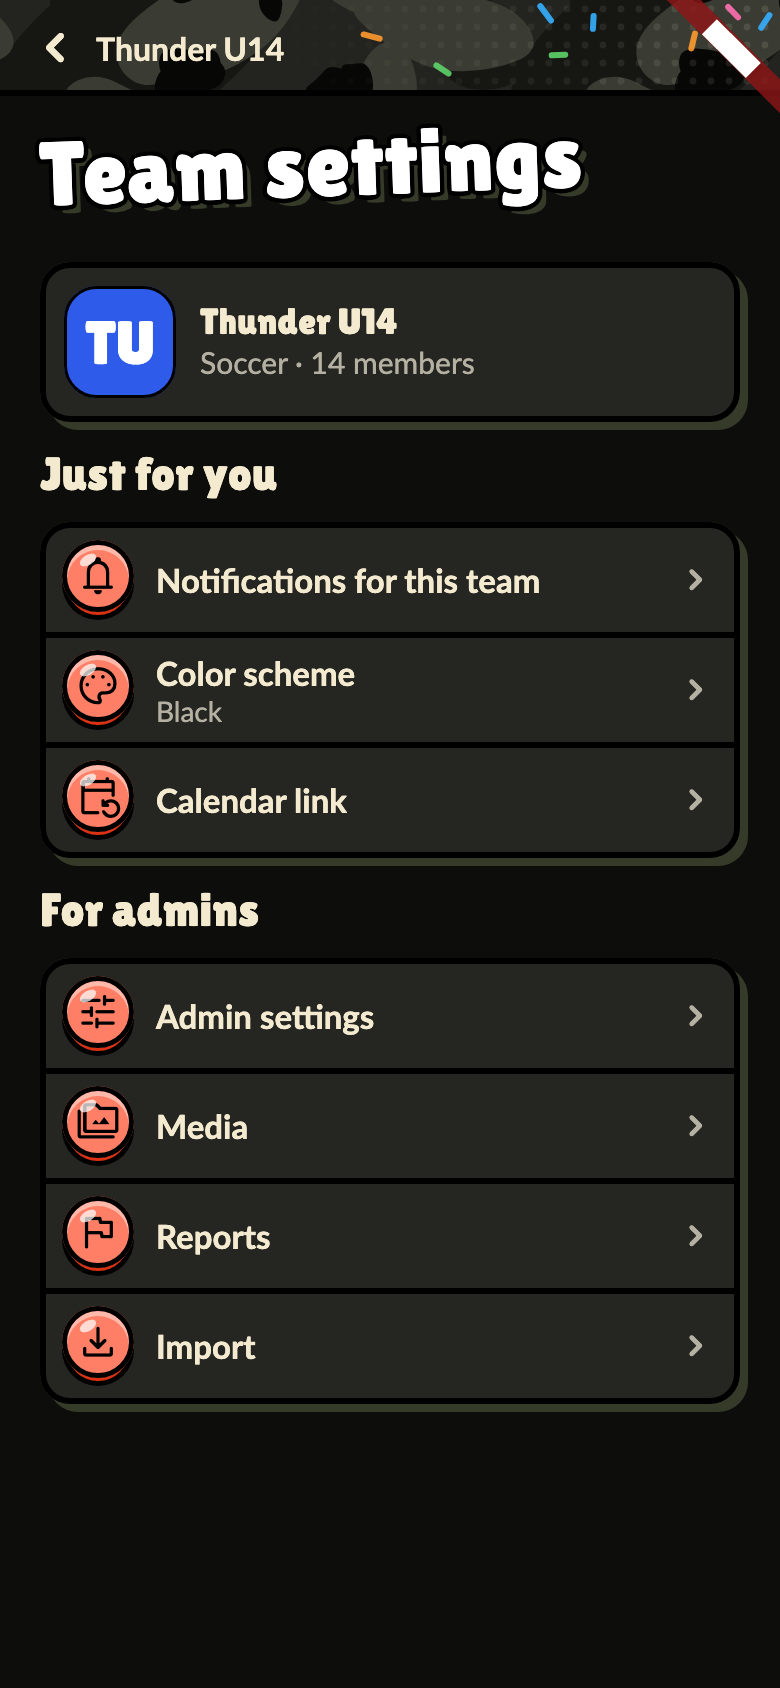 Thunder U14
Team settings
TU
Thunder U14
Soccer · 14 members
Just for you
Notifications for this team
Color scheme
Black
Calendar link
For admins
Admin settings
Media
Reports
Import